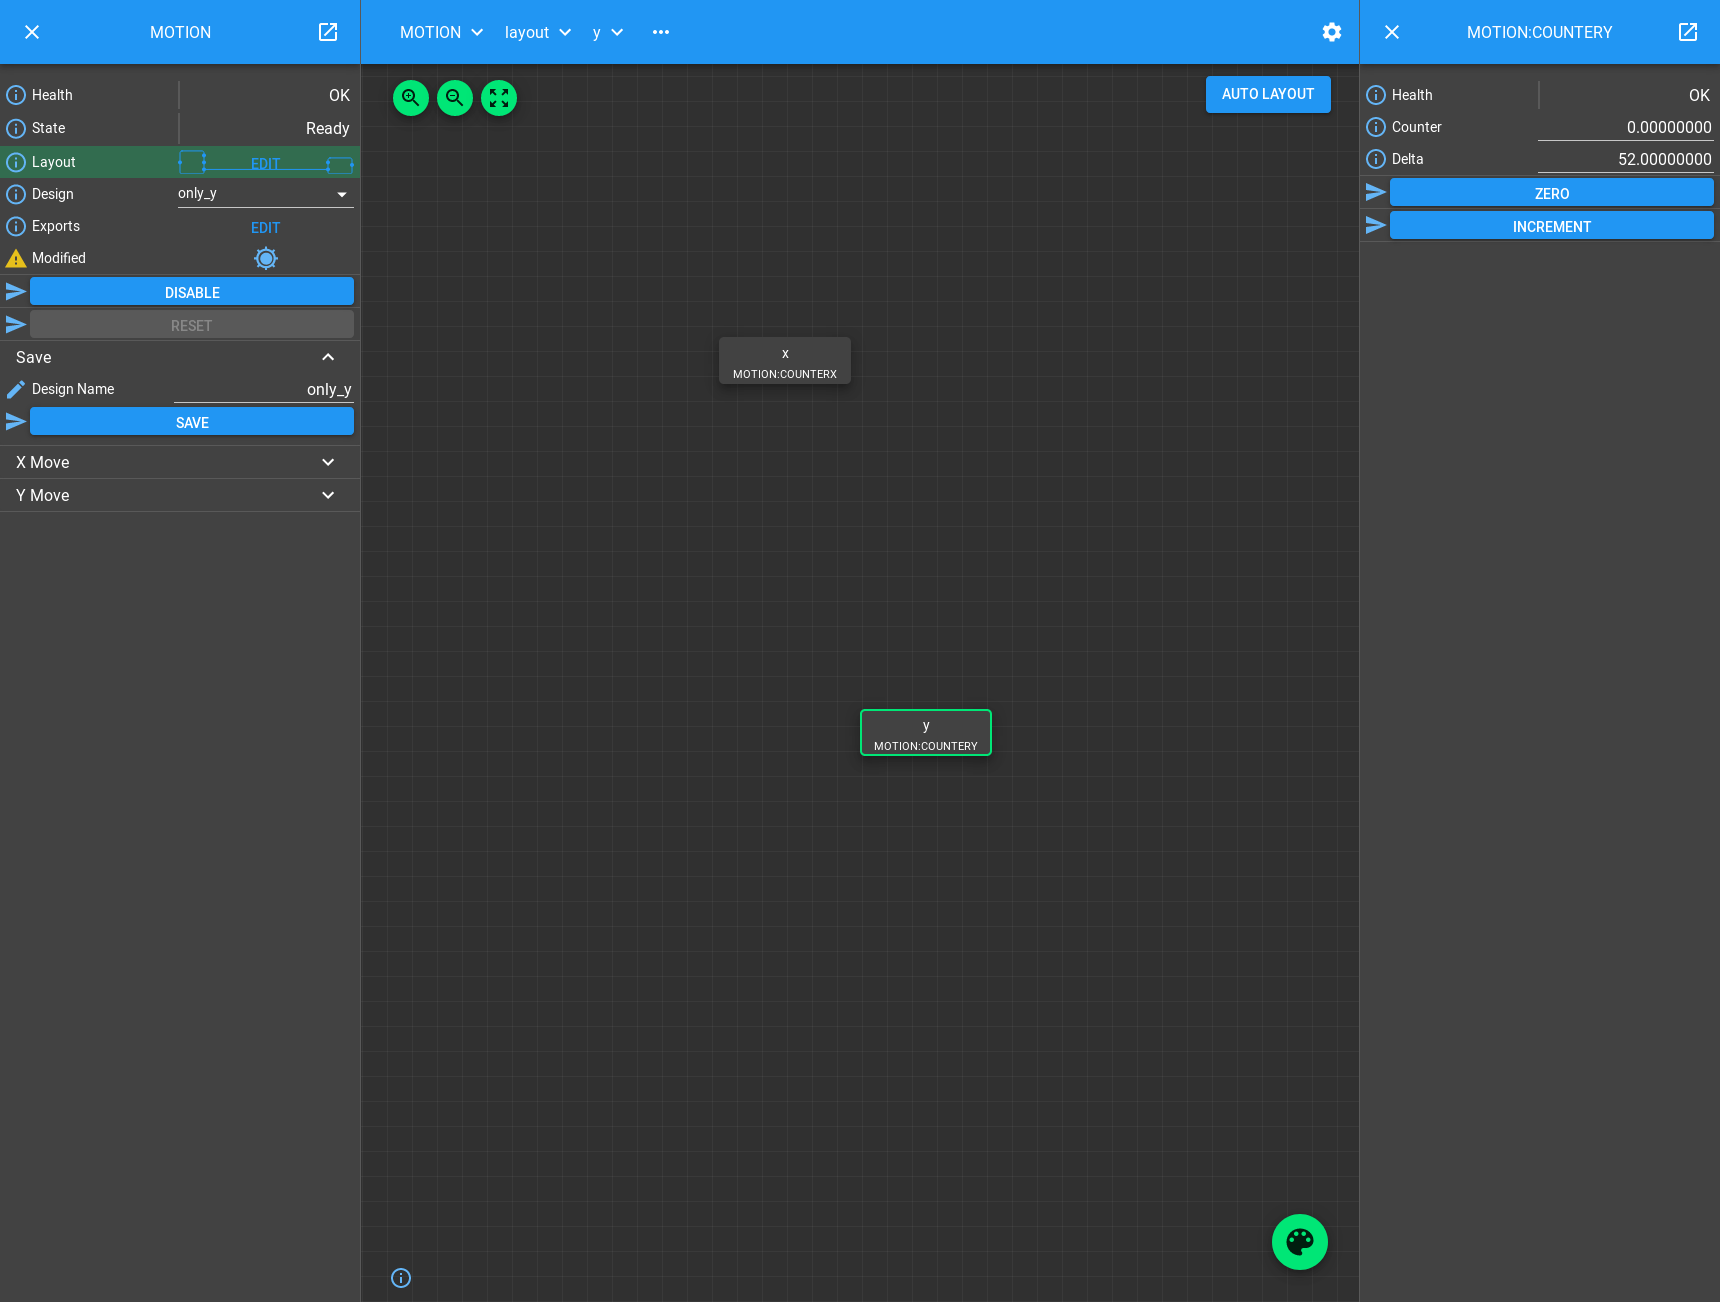 MOTION
Health OK
State Ready
Layout EDIT
Design only_y
Exports EDIT
Modified
DISABLE
RESET
Save
Design Name only_y
SAVE
X Move
Y Move
MOTION layout y
AUTO LAYOUT
x
MOTION:COUNTERX
y
MOTION:COUNTERY
MOTION:COUNTERY
Health OK
Counter 0.00000000
Delta 52.00000000
ZERO
INCREMENT